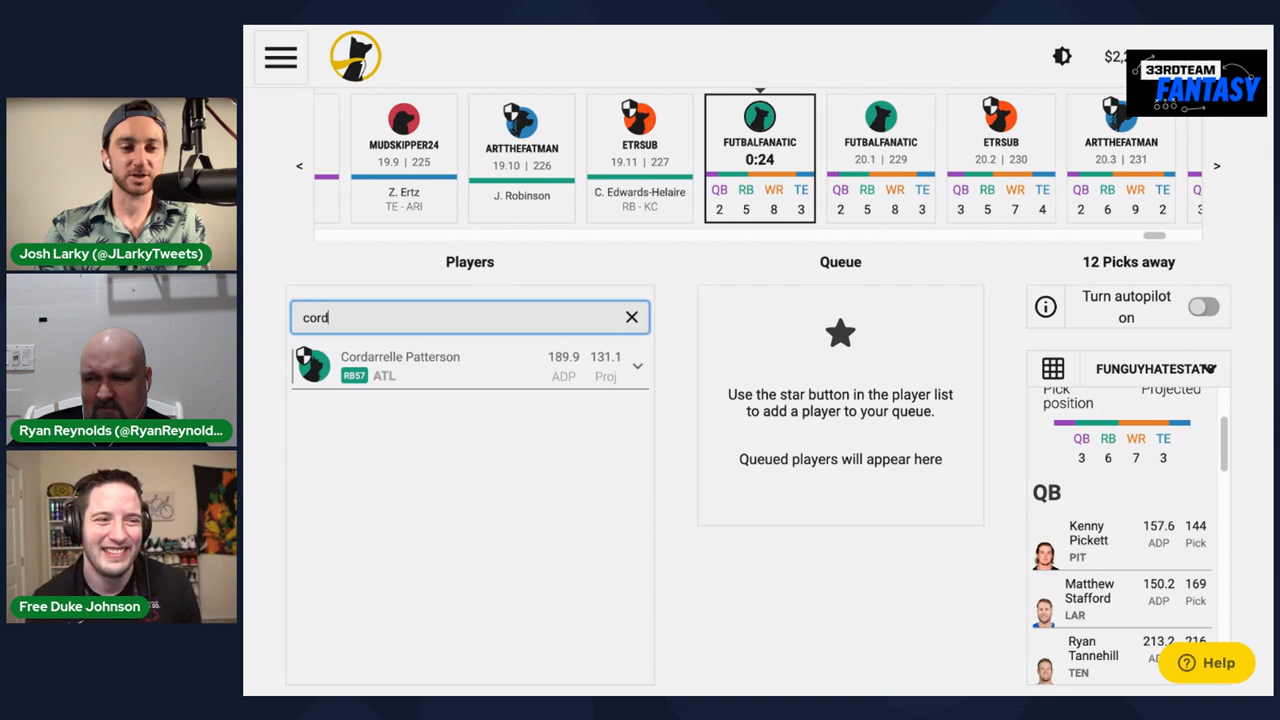 Josh Larky (@JLarkyTweets)
Ryan Reynolds (@RyanReynold...
Free Duke Johnson
33RDTEAM
FANTASY
<
MUDSKIPPER24
19.9 | 225
Z. Ertz
TE - ARI
ARTTHEFATMAN
19.10 | 226
J. Robinson
ETRSUB
19.11 | 227
C. Edwards-Helaire
RB - KC
FUTBALFANATIC
0:24
QB RB WR TE
2 5 8 3
FUTBALFANATIC
20.1 | 229
QB RB WR TE
2 5 8 3
ETRSUB
20.2 | 230
QB RB WR TE
3 5 7 4
ARTTHEFATMAN
20.3 | 231
QB RB WR TE
2 6 9 2
>
Players
cord
Cordarrelle Patterson
RB57 ATL
189.9 131.1
ADP Proj
Queue
Use the star button in the player list
to add a player to your queue.
Queued players will appear here
12 Picks away
Turn autopilot
on
Pick
position
Projected
QB RB WR TE
3 6 7 3
QB
Kenny
Pickett
PIT
157.6 144
ADP Pick
Matthew
Stafford
LAR
150.2 169
ADP Pick
Ryan
Tannehill
TEN
213.2 216
Help